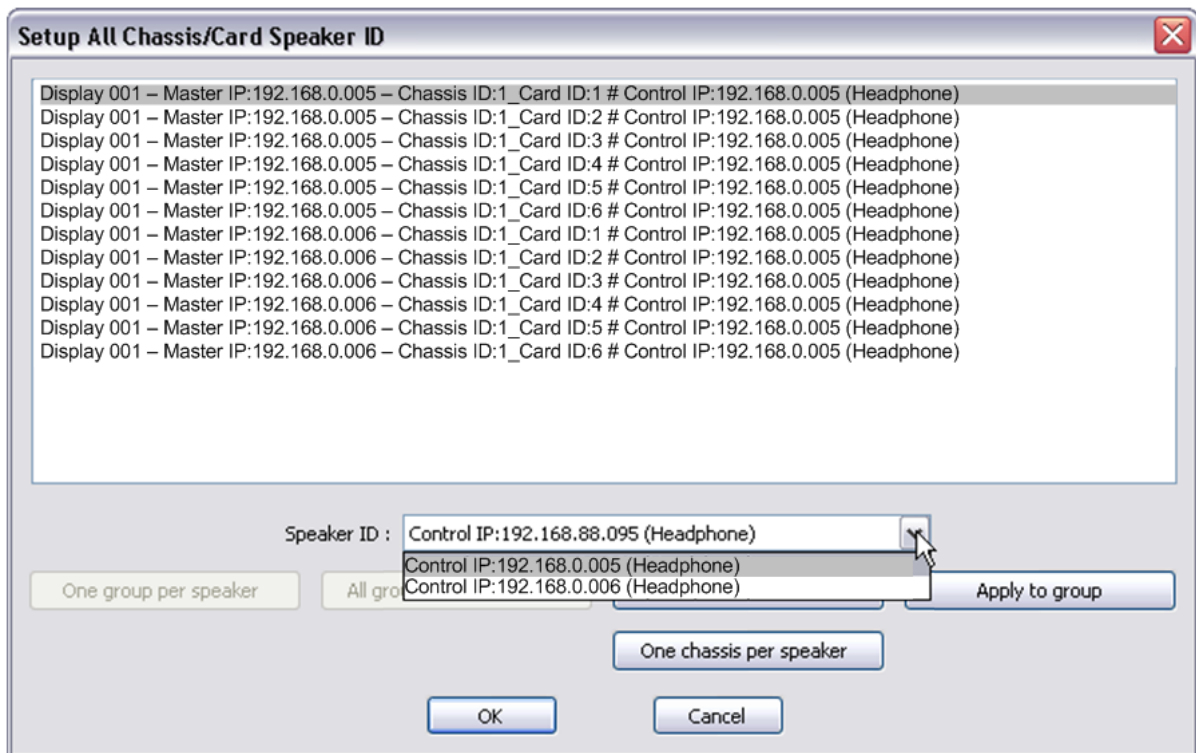 Setup All Chassis/Card Speaker ID
Display 001 – Master IP:192.168.0.005 – Chassis ID:1_Card ID:1 # Control IP:192.168.0.005 (Headphone)
Display 001 – Master IP:192.168.0.005 – Chassis ID:1_Card ID:2 # Control IP:192.168.0.005 (Headphone)
Display 001 – Master IP:192.168.0.005 – Chassis ID:1_Card ID:3 # Control IP:192.168.0.005 (Headphone)
Display 001 – Master IP:192.168.0.005 – Chassis ID:1_Card ID:4 # Control IP:192.168.0.005 (Headphone)
Display 001 – Master IP:192.168.0.005 – Chassis ID:1_Card ID:5 # Control IP:192.168.0.005 (Headphone)
Display 001 – Master IP:192.168.0.005 – Chassis ID:1_Card ID:6 # Control IP:192.168.0.005 (Headphone)
Display 001 – Master IP:192.168.0.006 – Chassis ID:1_Card ID:1 # Control IP:192.168.0.005 (Headphone)
Display 001 – Master IP:192.168.0.006 – Chassis ID:1_Card ID:2 # Control IP:192.168.0.005 (Headphone)
Display 001 – Master IP:192.168.0.006 – Chassis ID:1_Card ID:3 # Control IP:192.168.0.005 (Headphone)
Display 001 – Master IP:192.168.0.006 – Chassis ID:1_Card ID:4 # Control IP:192.168.0.005 (Headphone)
Display 001 – Master IP:192.168.0.006 – Chassis ID:1_Card ID:5 # Control IP:192.168.0.005 (Headphone)
Display 001 – Master IP:192.168.0.006 – Chassis ID:1_Card ID:6 # Control IP:192.168.0.005 (Headphone)
Speaker ID : Control IP:192.168.88.095 (Headphone)
Control IP:192.168.0.005 (Headphone)
Control IP:192.168.0.006 (Headphone)
One group per speaker
All
Apply to group
One chassis per speaker
OK
Cancel